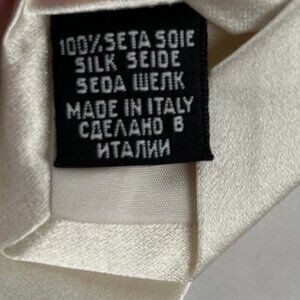 100% SETA SOIE
SILK SEIDE
SEDA ШЕЛК
MADE IN ITALY
СДЕЛАНО В
ИТАЛИИ